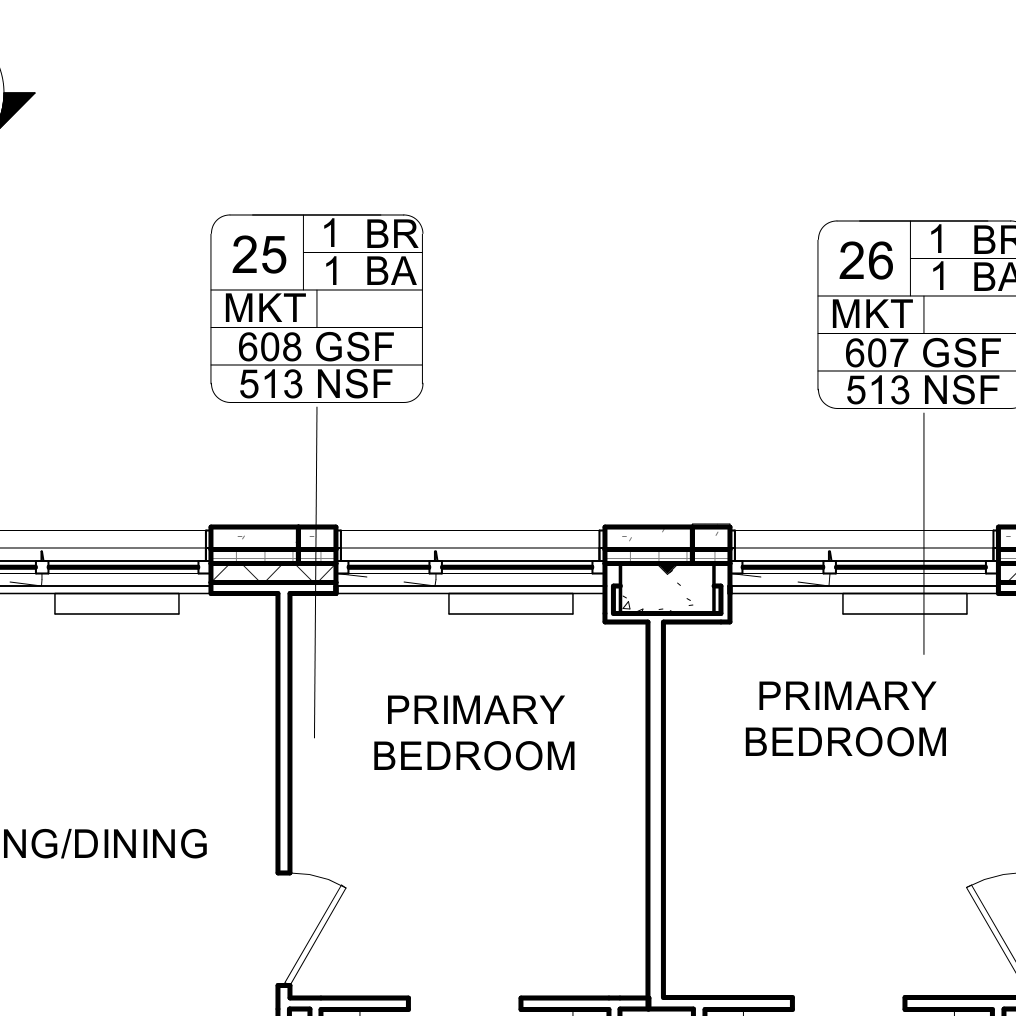 25
1 BR
1 BA
MKT
608 GSF
513 NSF
26
1 BR
1 BA
MKT
607 GSF
513 NSF
PRIMARY
BEDROOM
PRIMARY
BEDROOM
NG/DINING